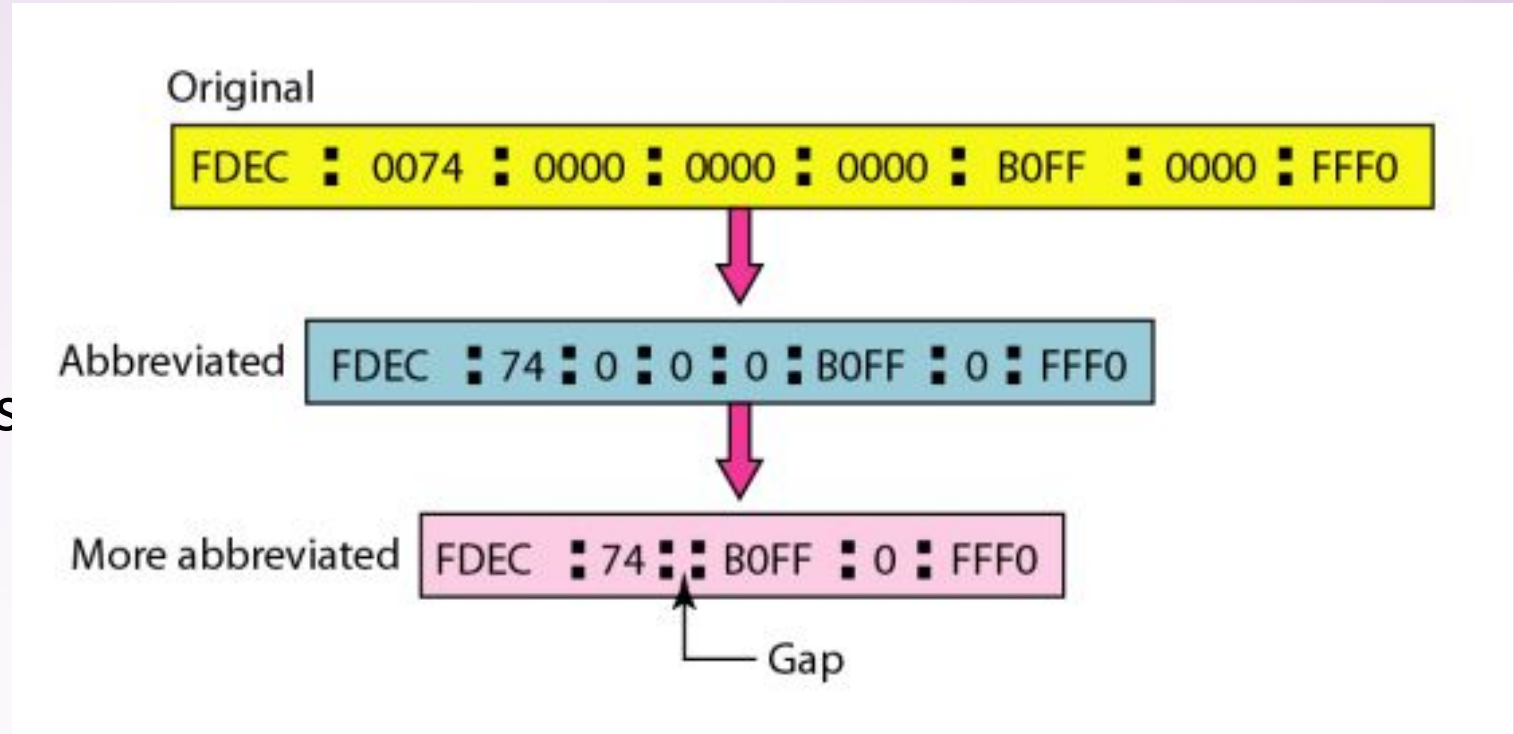 Original
FDEC : 0074 : 0000 : 0000 : 0000 : B0FF : 0000 : FFF0
Abbreviated FDEC : 74 : 0 : 0 : 0 : B0FF : 0 : FFF0
s
More abbreviated FDEC : 74 : : B0FF : 0 : FFF0
Gap